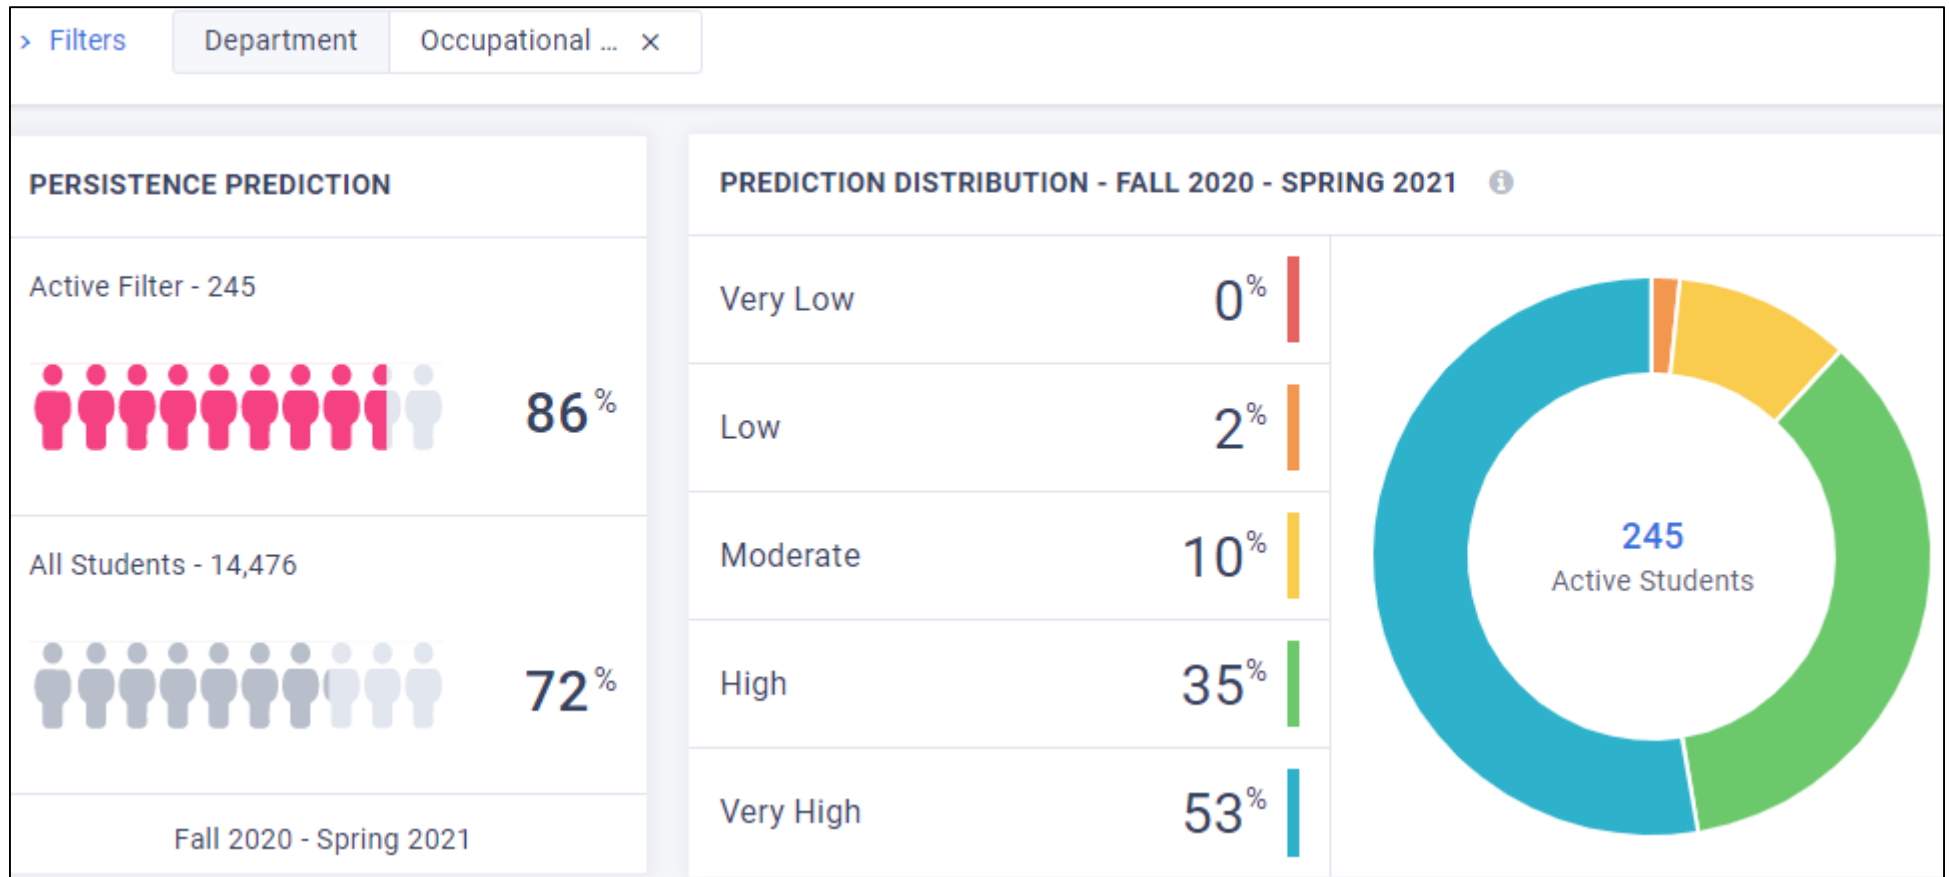 Filters Department Occupational ...
PERSISTENCE PREDICTION
Active Filter - 245
86%
All Students - 14,476
72%
Fall 2020 - Spring 2021
PREDICTION DISTRIBUTION - FALL 2020 - SPRING 2021
Very Low 0%
Low 2%
Moderate 10%
High 35%
Very High 53%
245
Active Students